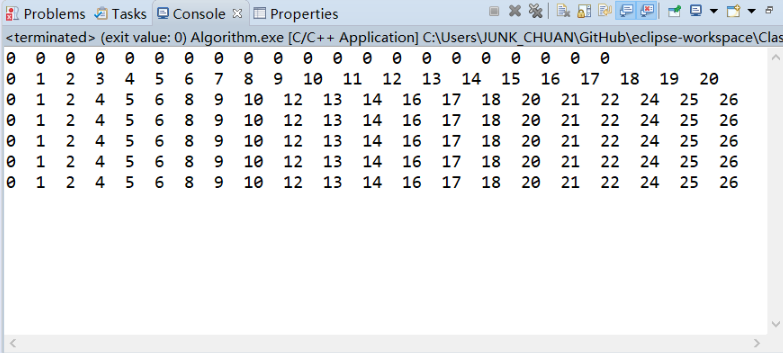 Problems Tasks Console Properties
<terminated> (exit value: 0) Algorithm.exe [C/C++ Application] C:\Users\JUNK_CHUAN\GitHub\eclipse-workspace\Clas
0 0 0 0 0 0 0 0 0 0 0 0 0 0 0 0 0 0 0 0 0
0 1 2 3 4 5 6 7 8 9 10 11 12 13 14 15 16 17 18 19 20
0 1 2 4 5 6 8 9 10 12 13 14 16 17 18 20 21 22 24 25 26
0 1 2 4 5 6 8 9 10 12 13 14 16 17 18 20 21 22 24 25 26
0 1 2 4 5 6 8 9 10 12 13 14 16 17 18 20 21 22 24 25 26
0 1 2 4 5 6 8 9 10 12 13 14 16 17 18 20 21 22 24 25 26
0 1 2 4 5 6 8 9 10 12 13 14 16 17 18 20 21 22 24 25 26